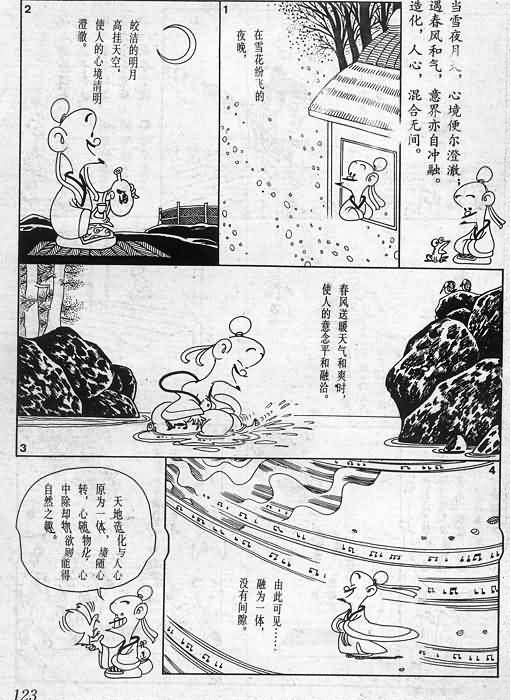 当雪夜月天，心境便尔澄澈；
遇春风和气，意界亦自冲融。
造化，人心，混合无间。
1
在雪花纷飞的
夜晚，
2
皎洁的明月
高挂天空，
使人的心境清明
澄澈。
3
春风送暖天气和爽时，
使人的意念平和融洽。
4
由此可见……
融为一体，
没有间隙。
天地造化与人心
原为一体，境随心
转，心随物化，心
中除却物欲则能得
自然之趣。
123